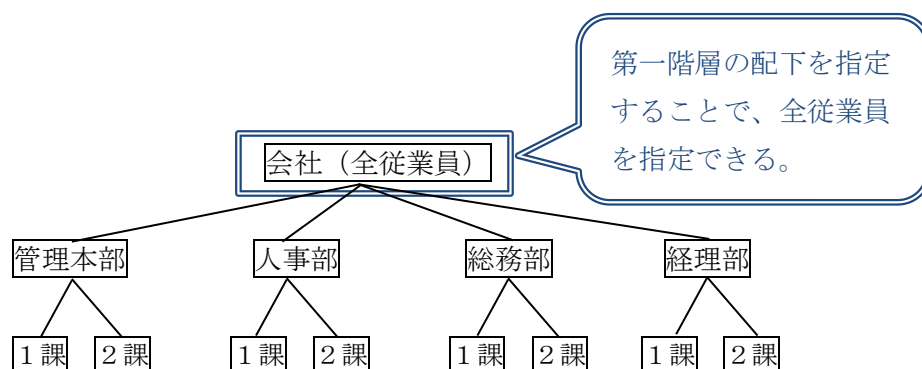 第一階層の配下を指定
することで、全従業員
を指定できる。
会社（全従業員）
管理本部 人事部 総務部 経理部
１課 ２課 １課 ２課 １課 ２課 １課 ２課